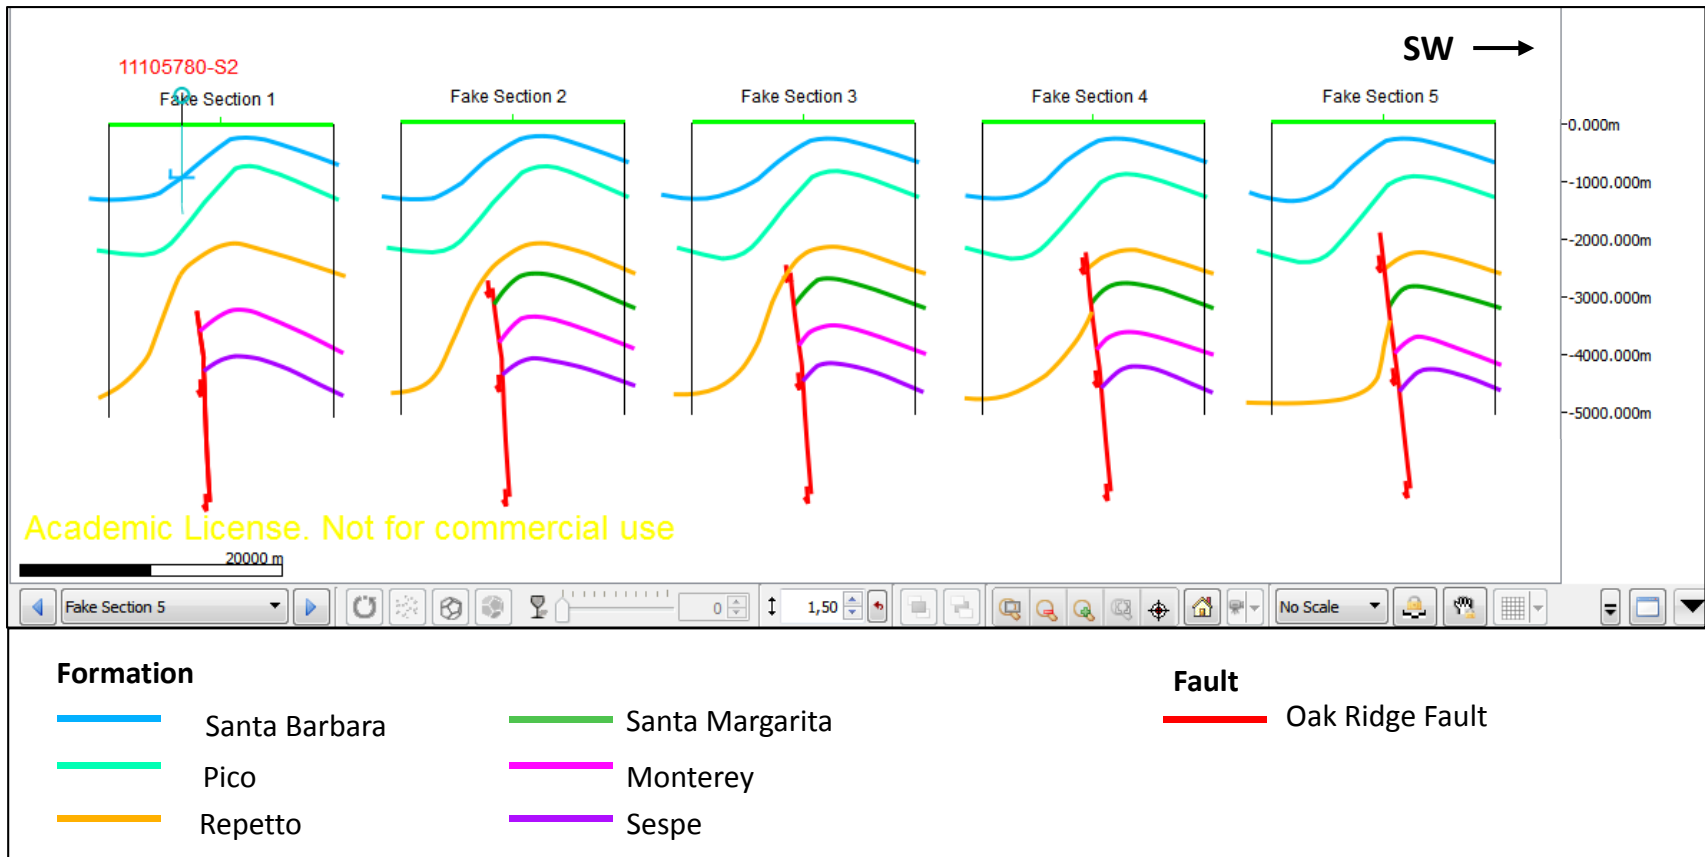 SW
11105780-S2
Fake Section 1
Fake Section 2
Fake Section 3
Fake Section 4
Fake Section 5
0.000m
-1000.000m
-2000.000m
-3000.000m
-4000.000m
-5000.000m
Academic License. Not for commercial use
20000 m
Fake Section 5
0
1,50
No Scale
Formation
Fault
Santa Barbara
Santa Margarita
Oak Ridge Fault
Pico
Monterey
Repetto
Sespe